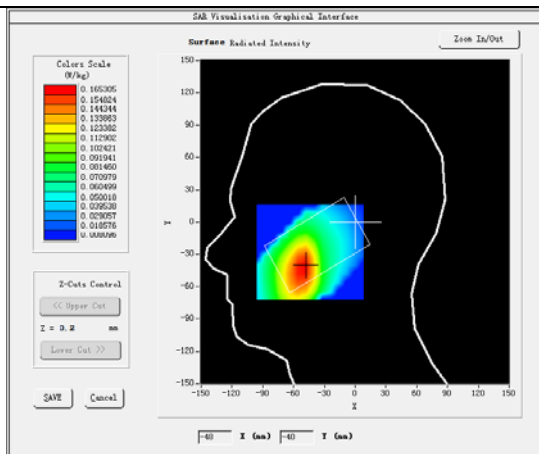 SAR Visualisation Graphical Interface
Surface Radiated Intensity
Zoom In/Out
Colors Scale
(W/kg)
0.165305
0.154824
0.144344
0.133863
0.123382
0.112902
0.102421
0.091941
0.081460
0.070979
0.060499
0.050018
0.039538
0.029057
0.018576
0.008096
Z-Cuts Control
<< Upper Cut
Z = 3.2 mm
Lower Cut >>
SAVE Cancel
150
120
90
60
30
Y 0
-30
-60
-90
-120
-150
-150 -120 -90 -60 -30 0 30 60 90 120 150
X
-48 X (mm) -40 Y (mm)